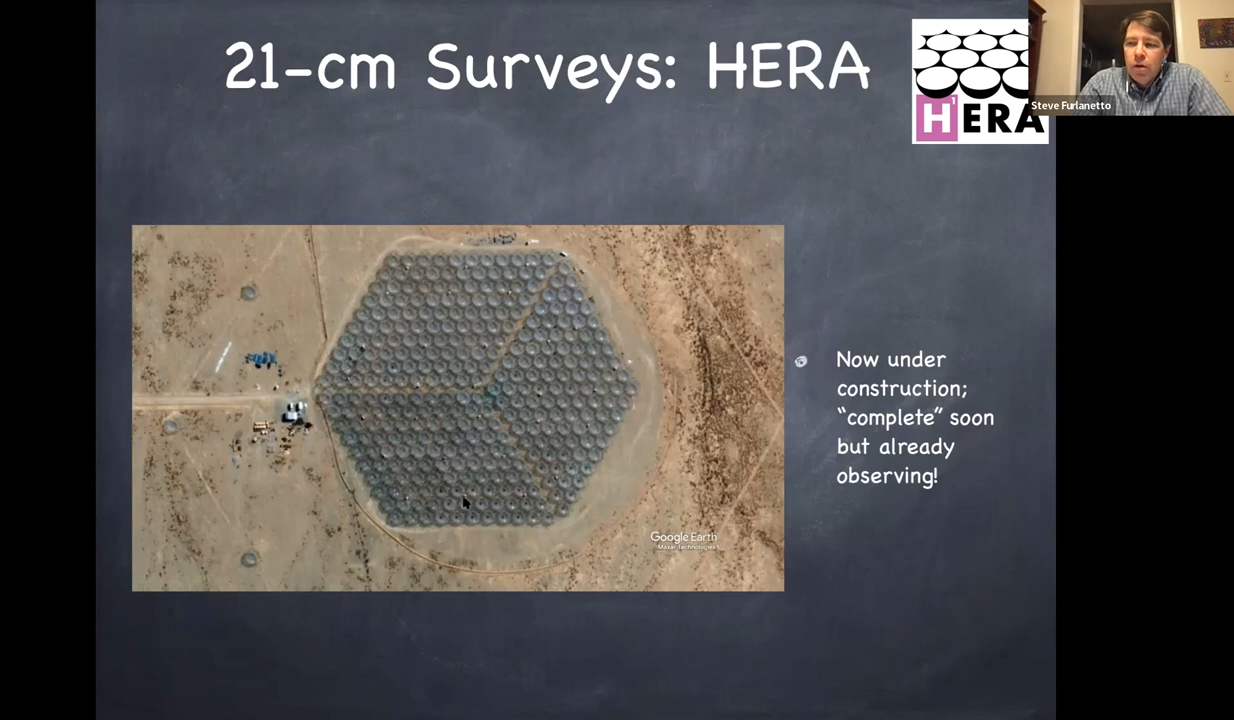 21-cm Surveys: HERA
HERA
Steve Furlanetto
Now under
construction;
“complete” soon
but already
observing!
Google Earth
Maxar Technologies